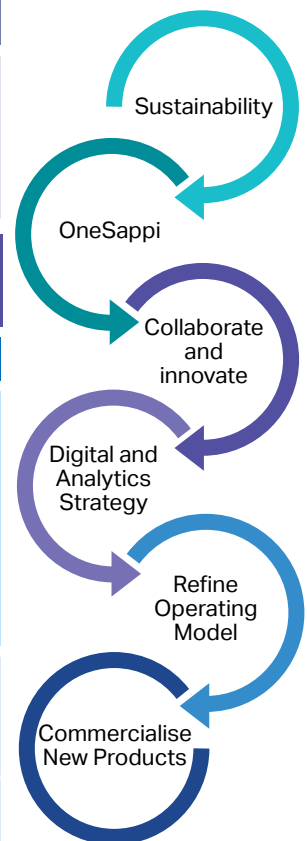 Sustainability
OneSappi
Collaborate
and
innovate
Digital and
Analytics
Strategy
Refine
Operating
Model
Commercialise
New Products